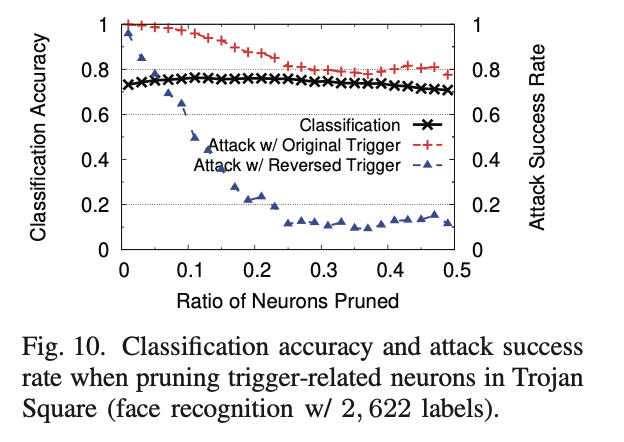 1
1
0.8
0.8
0.6
0.6
0.4
0.4
0.2
0.2
0
0
Classification Accuracy
Attack Success Rate
Classification
Attack w/ Original Trigger
Attack w/ Reversed Trigger
0 0.1 0.2 0.3 0.4 0.5
Ratio of Neurons Pruned
Fig. 10. Classification accuracy and attack success
rate when pruning trigger-related neurons in Trojan
Square (face recognition w/ 2, 622 labels).